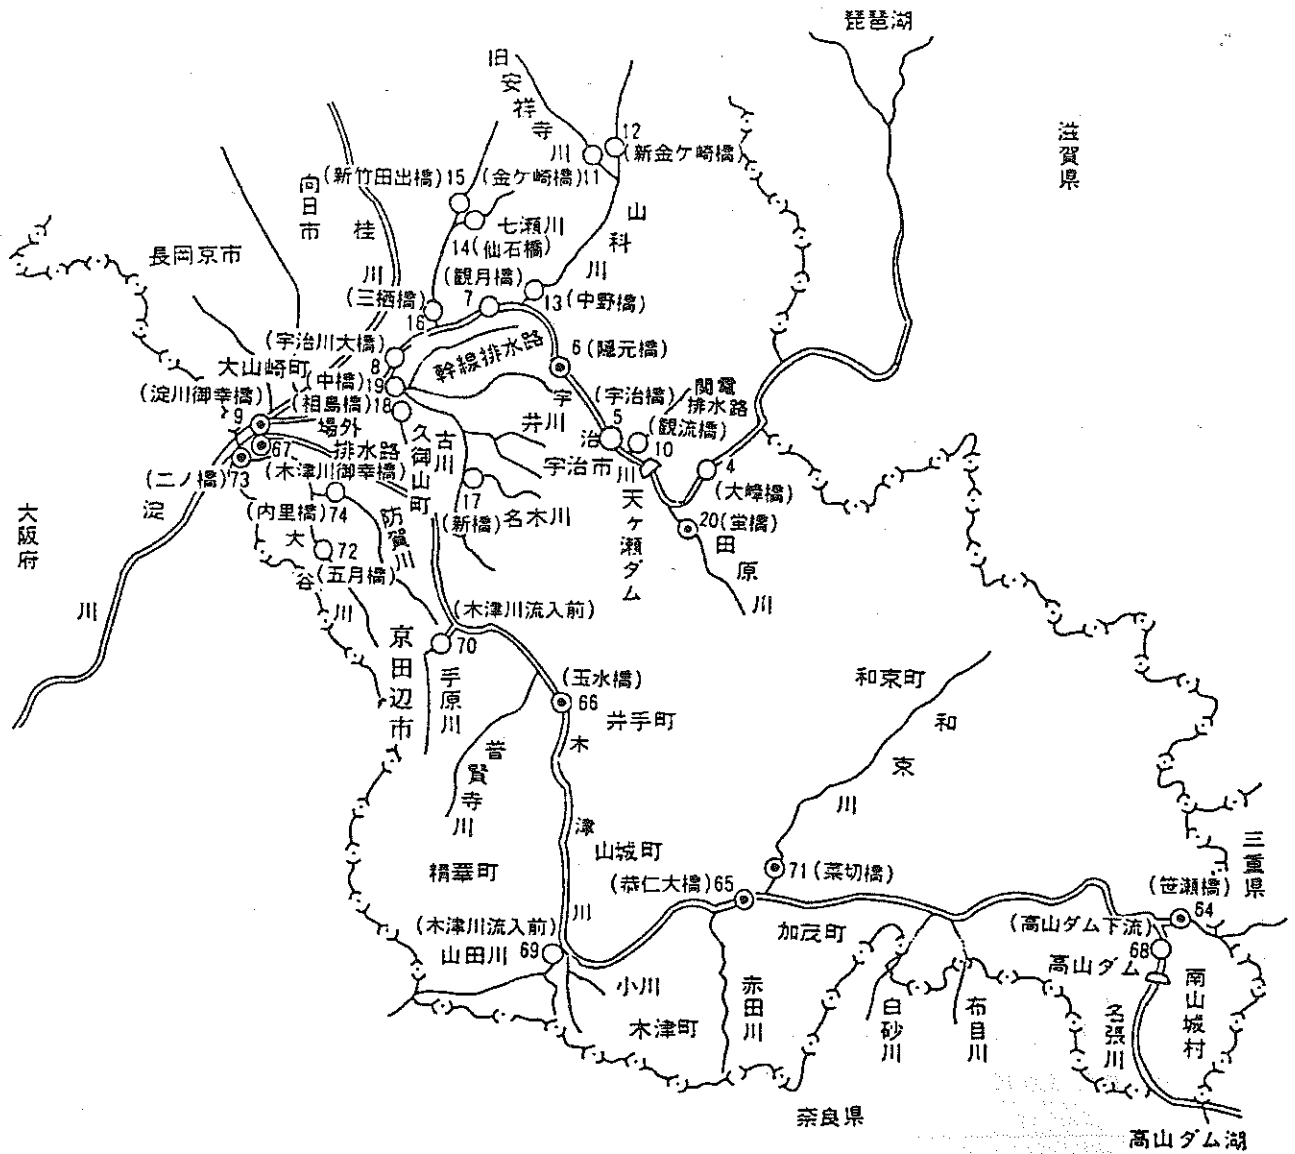 琵琶湖
滋賀県
旧安祥寺川
12
(新金ケ崎橋)
(新竹田出橋)15
(金ケ崎橋)11
向日市
桂川
山科川
七瀬川
14(仙石橋)
長岡京市
(観月橋)
7
13(中野橋)
(三栖橋)
16
(宇治川大橋)
8
6(隠元橋)
幹線排水路
大山崎町
(中橋)19
(淀川御幸橋)
9
(相島橋)
18
場外
排水路
67
(木津川御幸橋)
(二ノ橋)73
久御山町
古川
井川
宇治川
(宇治橋)
5
関電
排水路
(観流橋)
10
宇治市
4
(大峰橋)
天ヶ瀬ダム
20(蛍橋)
田原川
17
(新橋)
名木川
(内里橋)
74
防賀川
72
(五月橋)
大谷川
大阪府
淀川
(木津川流入前)
70
京田辺市
手原川
(玉水橋)
66
井手町
普賢寺川
木津川
和束町
和束川
山城町
精華町
71(菜切橋)
(恭仁大橋)65
三重県
(笹瀬橋)
64
(木津川流入前)
山田川
69
加茂町
(高山ダム下流)
68
高山ダム
小川
木津町
赤田川
白砂川
布目川
名張川
南山城村
奈良県
高山ダム湖